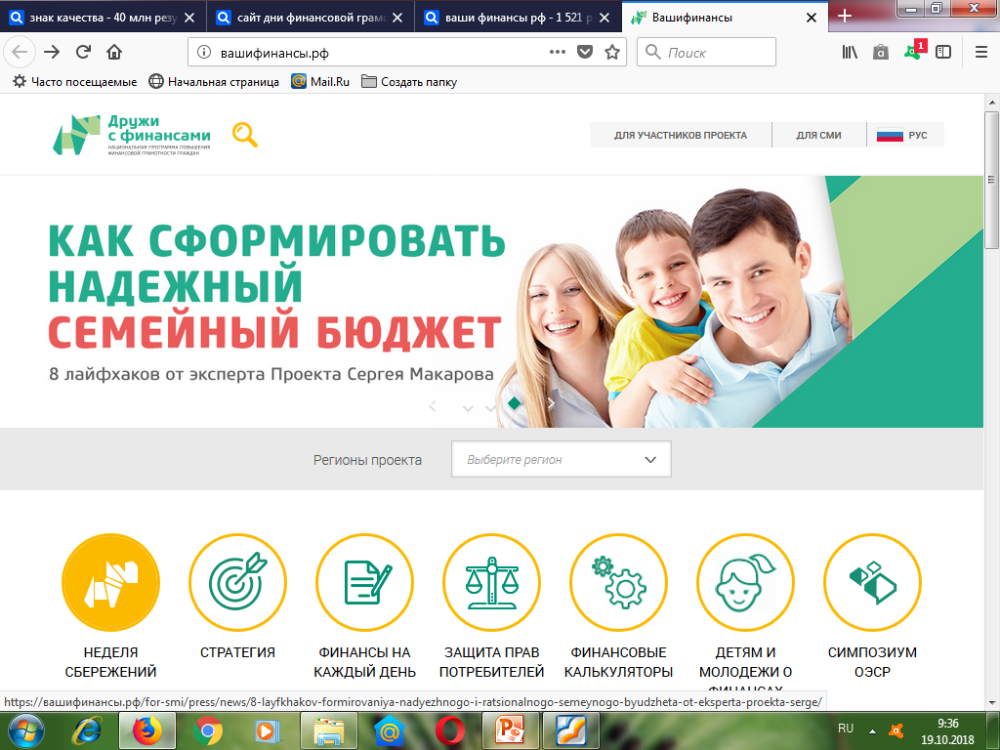 знак качества - 40 млн резу
сайт дни финансовой грам
ваши финансы рф - 1 521 р
Вашифинансы
вашифинансы.рф
Поиск
1
Часто посещаемые
Начальная страница
Mail.Ru
Создать папку
Дружи
с финансами
НАЦИОНАЛЬНАЯ ПРОГРАММА ПОВЫШЕНИЯ
ФИНАНСОВОЙ ГРАМОТНОСТИ ГРАЖДАН
ДЛЯ УЧАСТНИКОВ ПРОЕКТА
ДЛЯ СМИ
РУС
КАК СФОРМИРОВАТЬ
НАДЕЖНЫЙ
СЕМЕЙНЫЙ БЮДЖЕТ
8 лайфхаков от эксперта Проекта Сергея Макарова
Регионы проекта
Выберите регион
НЕДЕЛЯ
СБЕРЕЖЕНИЙ
СТРАТЕГИЯ
ФИНАНСЫ НА
КАЖДЫЙ ДЕНЬ
ЗАЩИТА ПРАВ
ПОТРЕБИТЕЛЕЙ
ФИНАНСОВЫЕ
КАЛЬКУЛЯТОРЫ
ДЕТЯМ И
МОЛОДЕЖИ О
ФИНАНСАХ
СИМПОЗИУМ
ОЭСР
https://вашифинансы.рф/for-smi/press/news/8-layfkhakov-formirovaniya-nadyezhnogo-i-ratsionalnogo-semeynogo-byudzheta-ot-eksperta-proekta-serge/
RU
9:36
19.10.2018